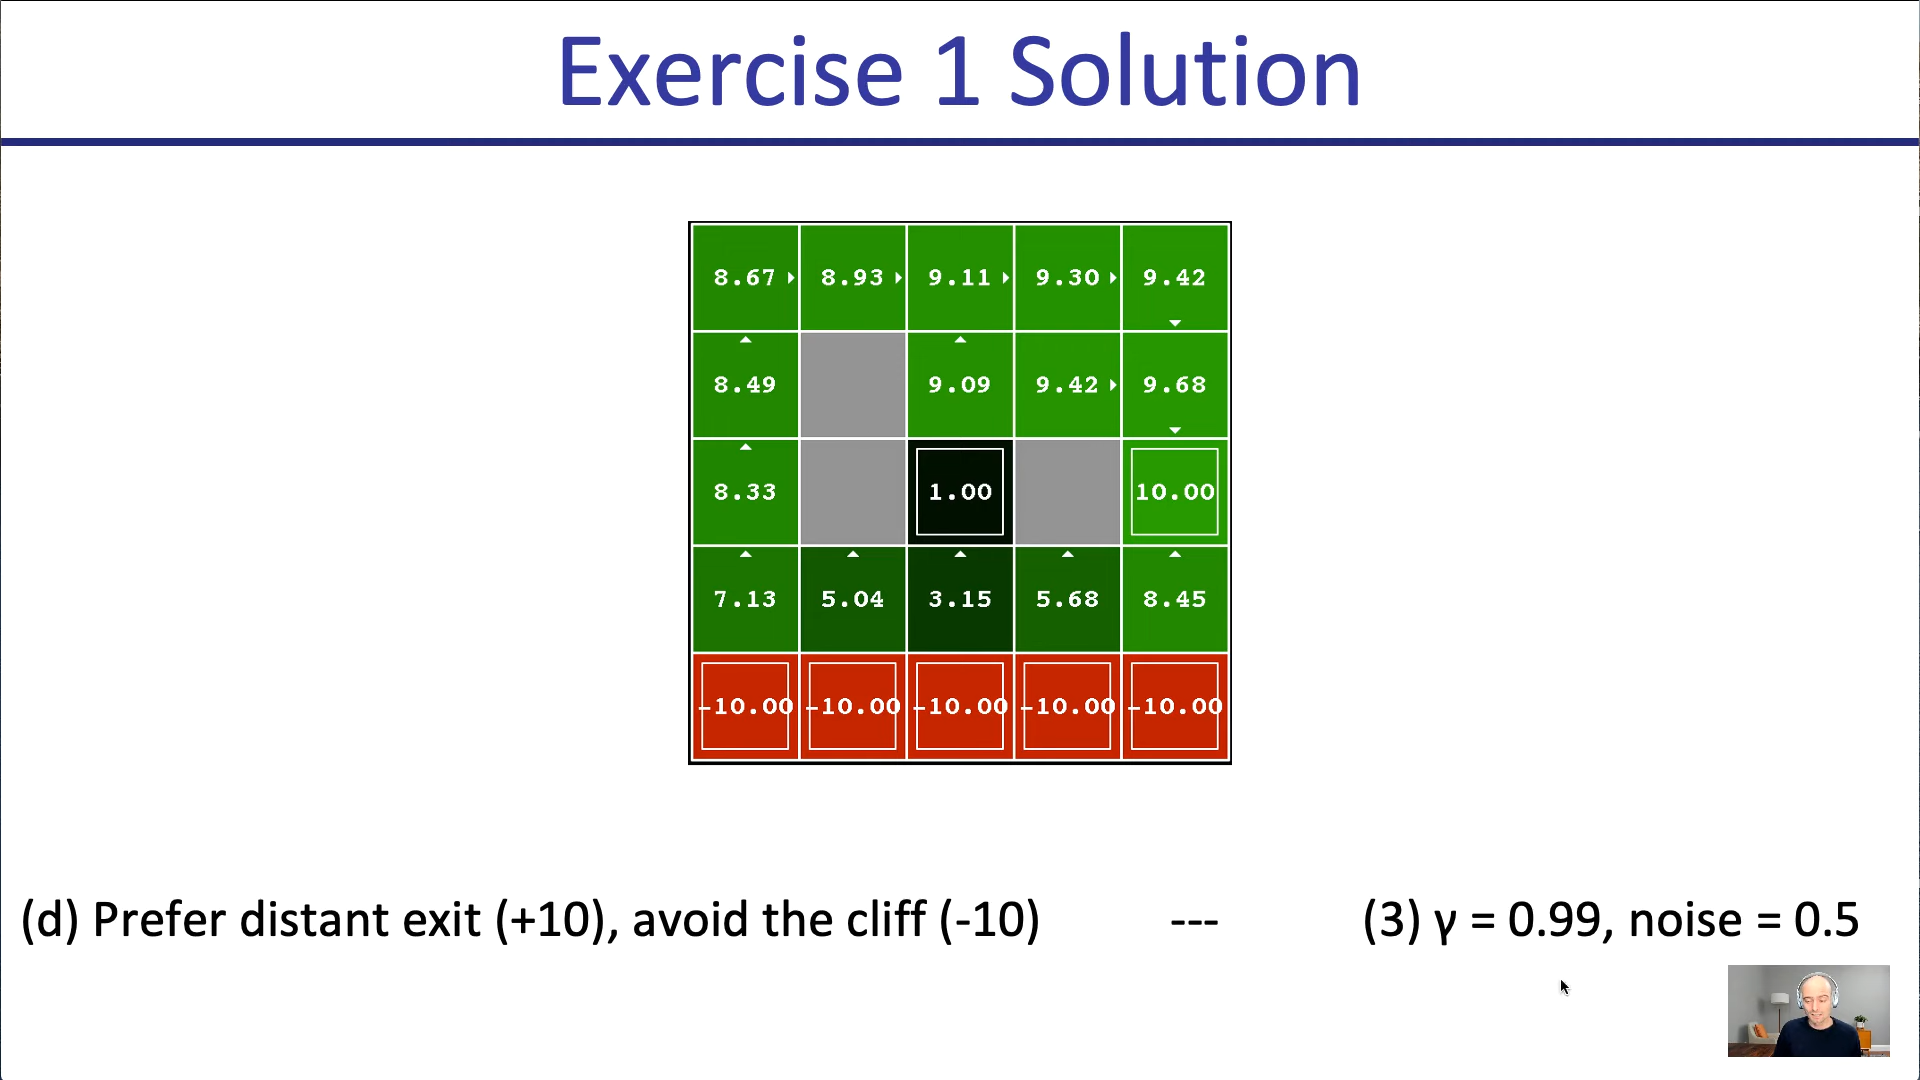 Exercise 1 Solution
8.67 8.93 9.11 9.30 9.42
8.49 9.09 9.42 9.68
8.33 1.00 10.00
7.13 5.04 3.15 5.68 8.45
-10.00 -10.00 -10.00 -10.00 -10.00
(d) Prefer distant exit (+10), avoid the cliff (-10) --- (3) γ = 0.99, noise = 0.5